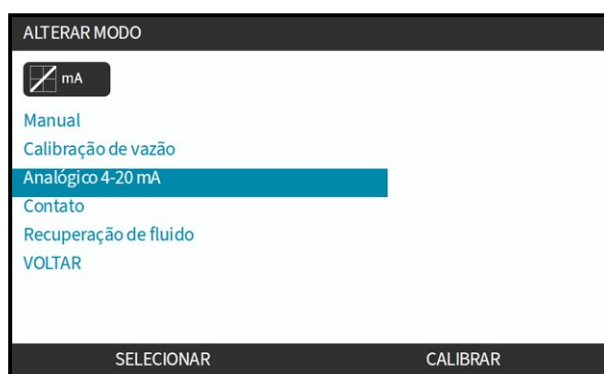 ALTERAR MODO
mA
Manual
Calibração de vazão
Analógico 4-20 mA
Contato
Recuperação de fluido
VOLTAR
SELECIONAR CALIBRAR